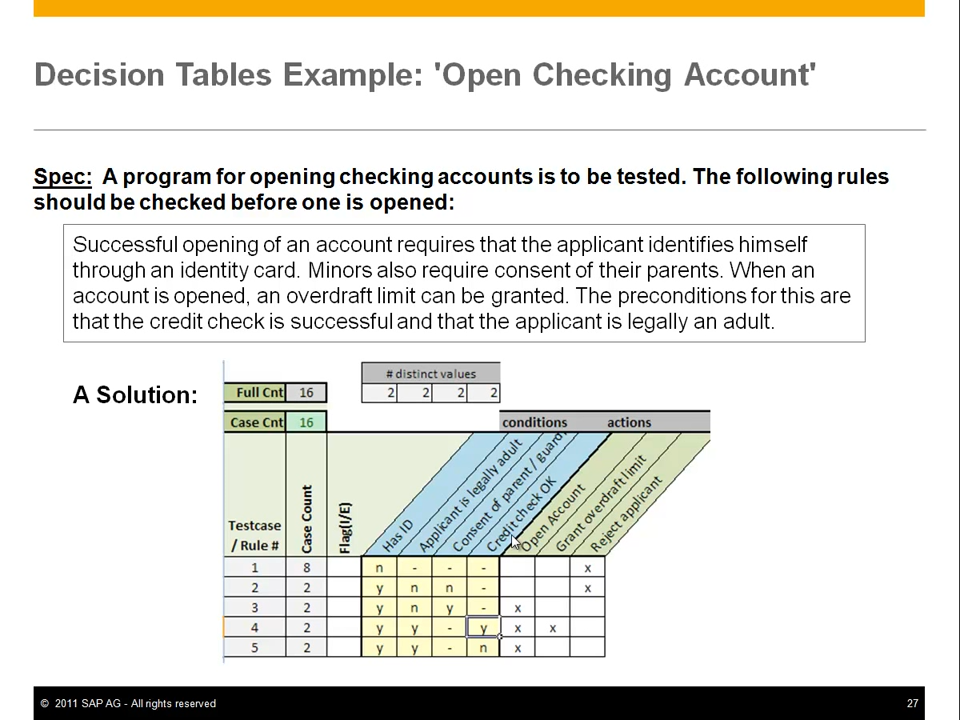 Decision Tables Example: 'Open Checking Account'
Spec: A program for opening checking accounts is to be tested. The following rules
should be checked before one is opened:
Successful opening of an account requires that the applicant identifies himself
through an identity card. Minors also require consent of their parents. When an
account is opened, an overdraft limit can be granted. The preconditions for this are
that the credit check is successful and that the applicant is legally an adult.
A Solution:
# distinct values
Full Cnt 16 2 2 2 2
Case Cnt 16 conditions actions
Testcase / Rule #
Case Count
Flag(I/E)
Has ID
Applicant is legally adult
Consent of parent / guard
Credit check OK
Open Account
Grant overdraft limit
Reject applicant
1 8 n - - - x
2 2 y n n - x
3 2 y n y - x
4 2 y y - y x x
5 2 y y - n x
© 2011 SAP AG - All rights reserved 27